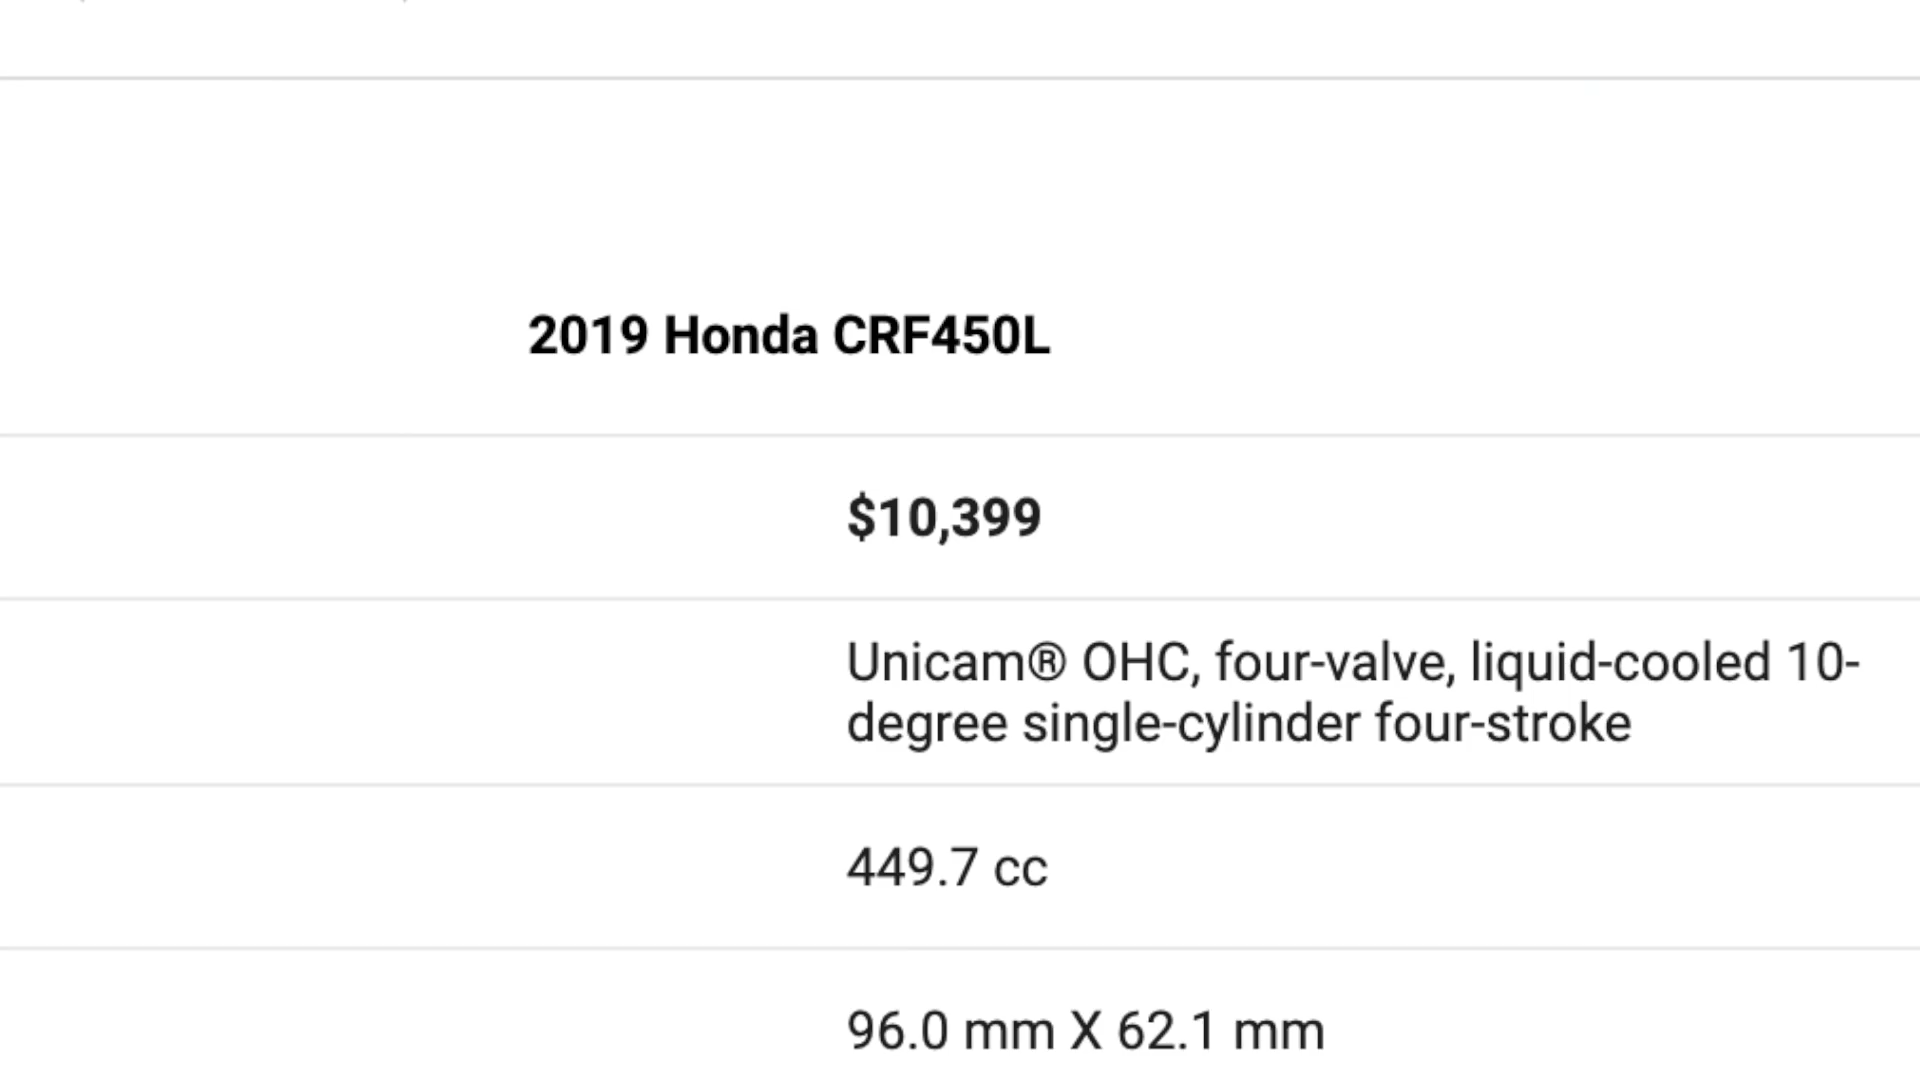 2019 Honda CRF450L
$10,399
Unicam® OHC, four-valve, liquid-cooled 10-
degree single-cylinder four-stroke
449.7 cc
96.0 mm X 62.1 mm